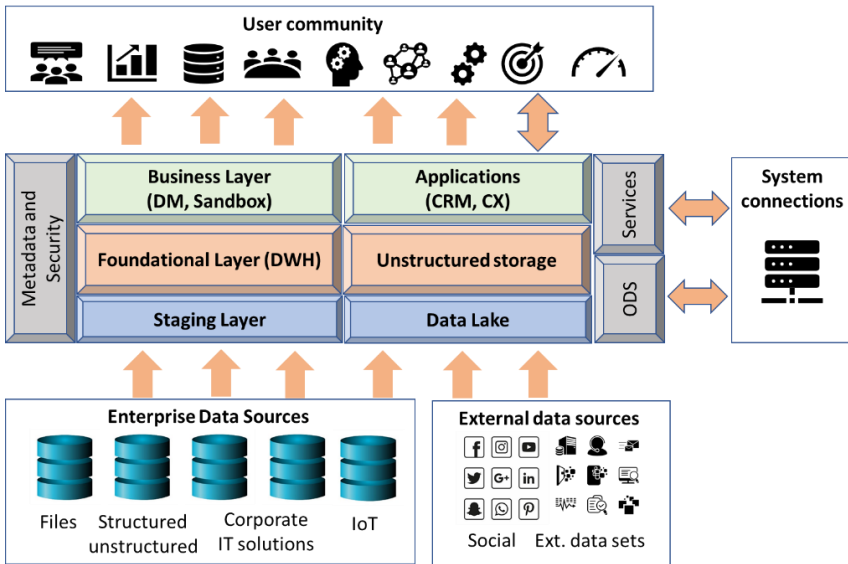 User community
Metadata and
Security
Business Layer
(DM, Sandbox)
Applications
(CRM, CX)
Foundational Layer (DWH)
Unstructured storage
Staging Layer
Data Lake
Services
ODS
System
connections
Enterprise Data Sources
Files
Structured
unstructured
Corporate
IT solutions
IoT
External data sources
G+
in
Social
Ext. data sets